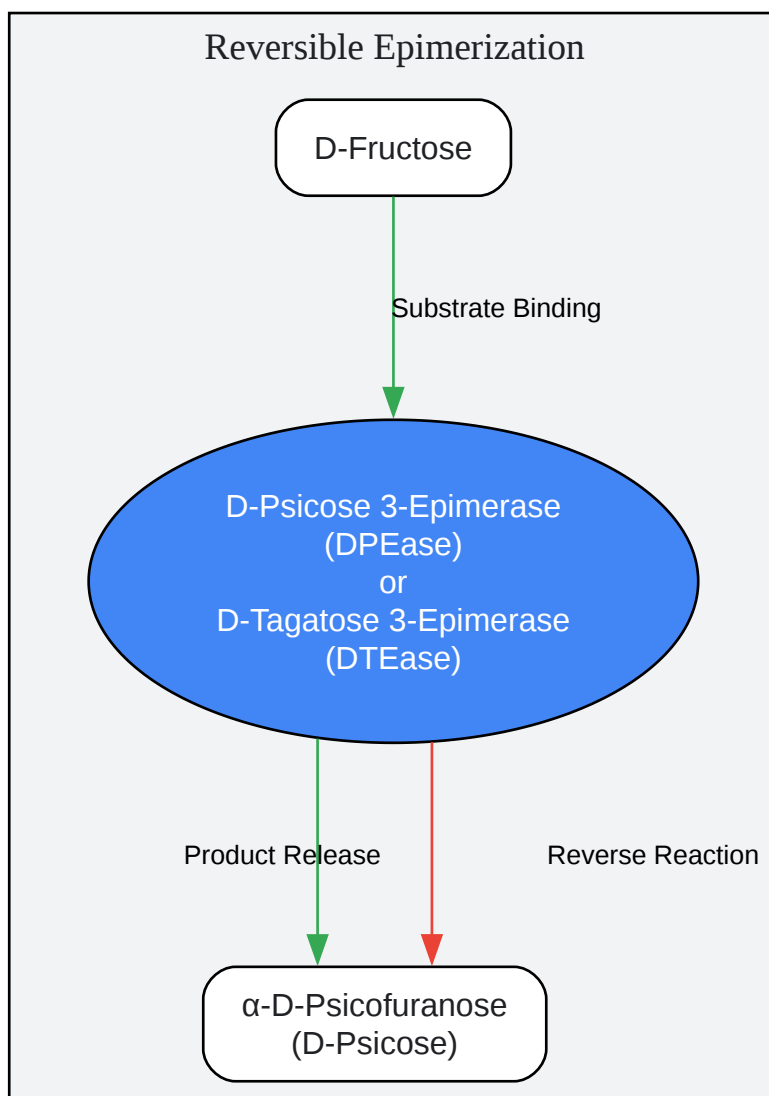 Reversible Epimerization
D-Fructose
Substrate Binding
D-Psicose 3-Epimerase
(DPEase)
or
D-Tagatose 3-Epimerase
(DTEase)
Product Release
Reverse Reaction
α-D-Psicofuranose
(D-Psicose)